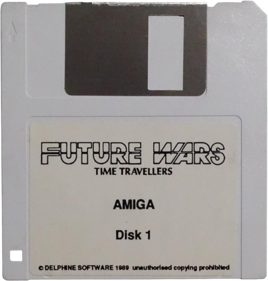 FUTURE WARS
TIME TRAVELLERS
AMIGA
Disk 1
© DELPHINE SOFTWARE 1989 unauthorised copying prohibited